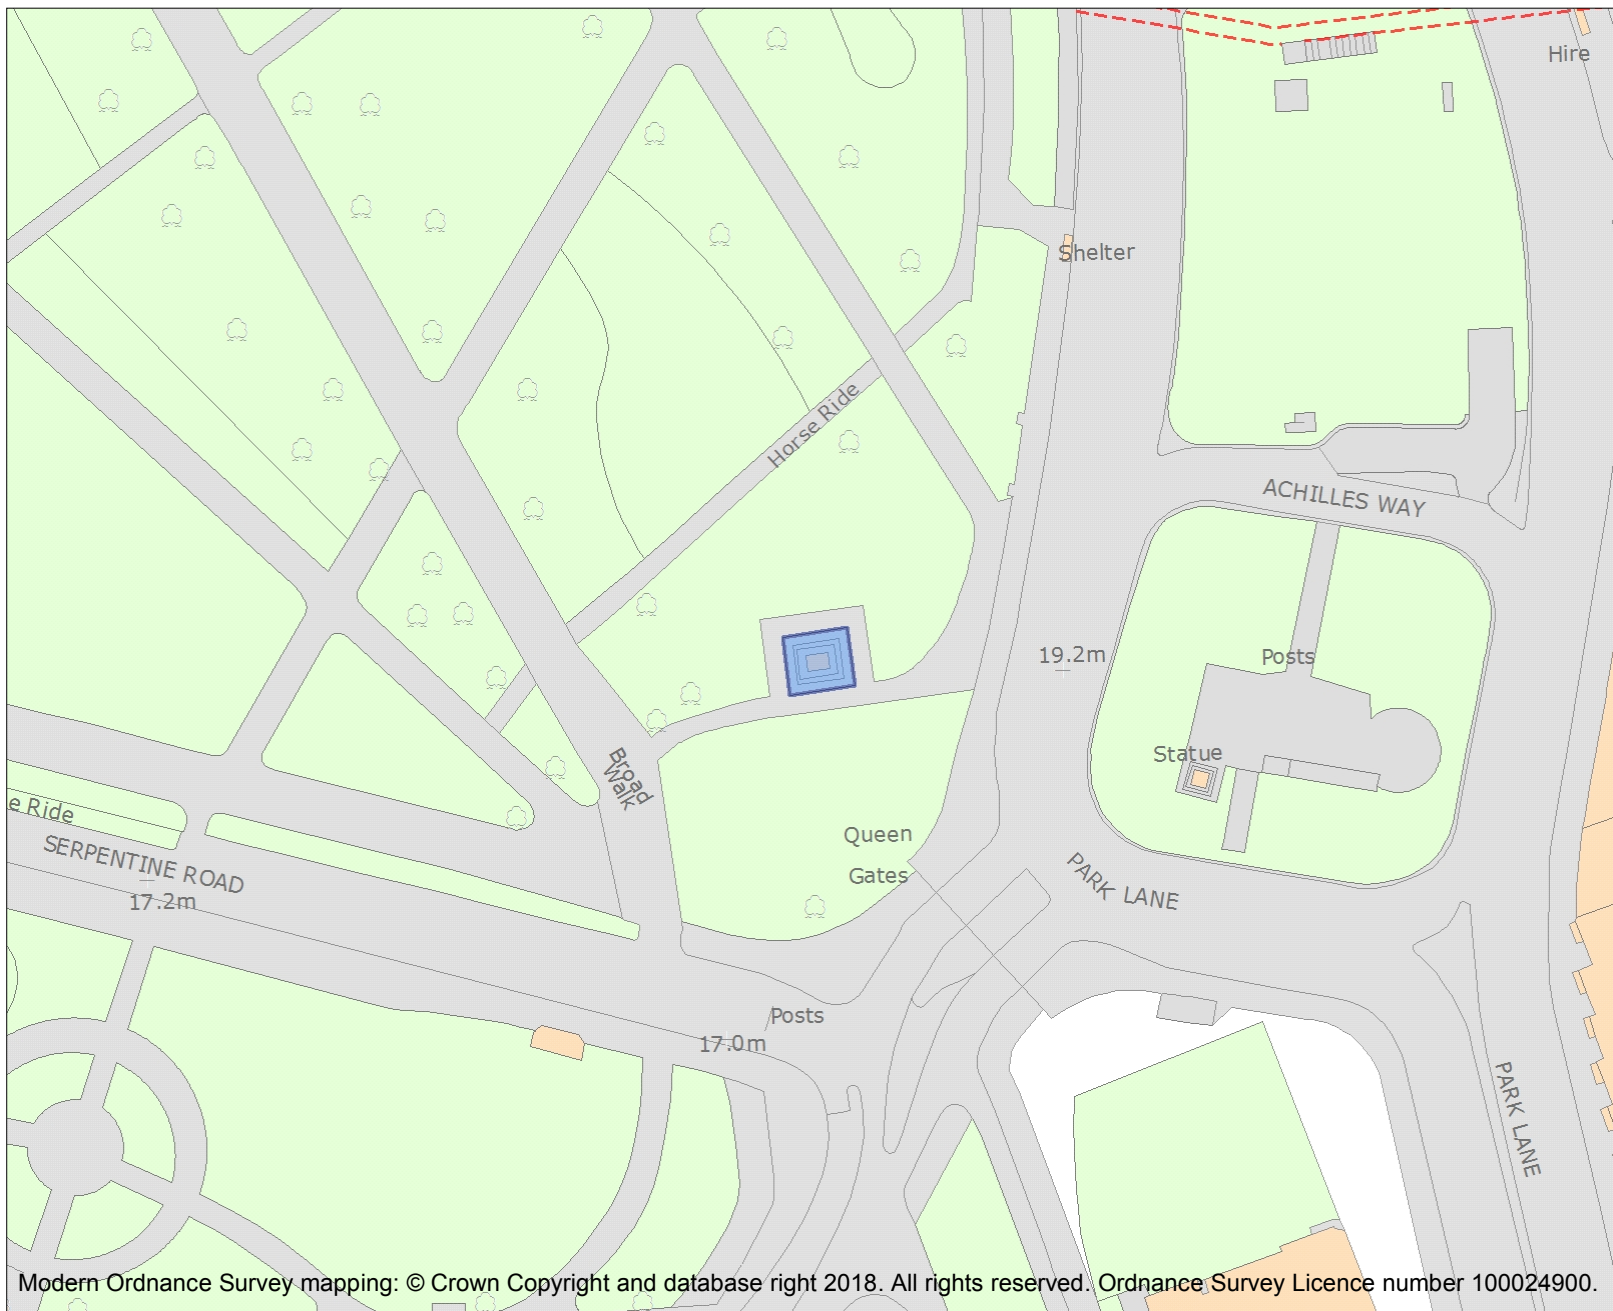 Hire
Shelter
Horse Ride
ACHILLES WAY
19.2m
Posts
Statue
Broad
Walk
e Ride
Queen
Gates
SERPENTINE ROAD
17.2m
PARK LANE
Posts
17.0m
PARK LANE
Modern Ordnance Survey mapping: © Crown Copyright and database right 2018. All rights reserved. Ordnance Survey Licence number 100024900.